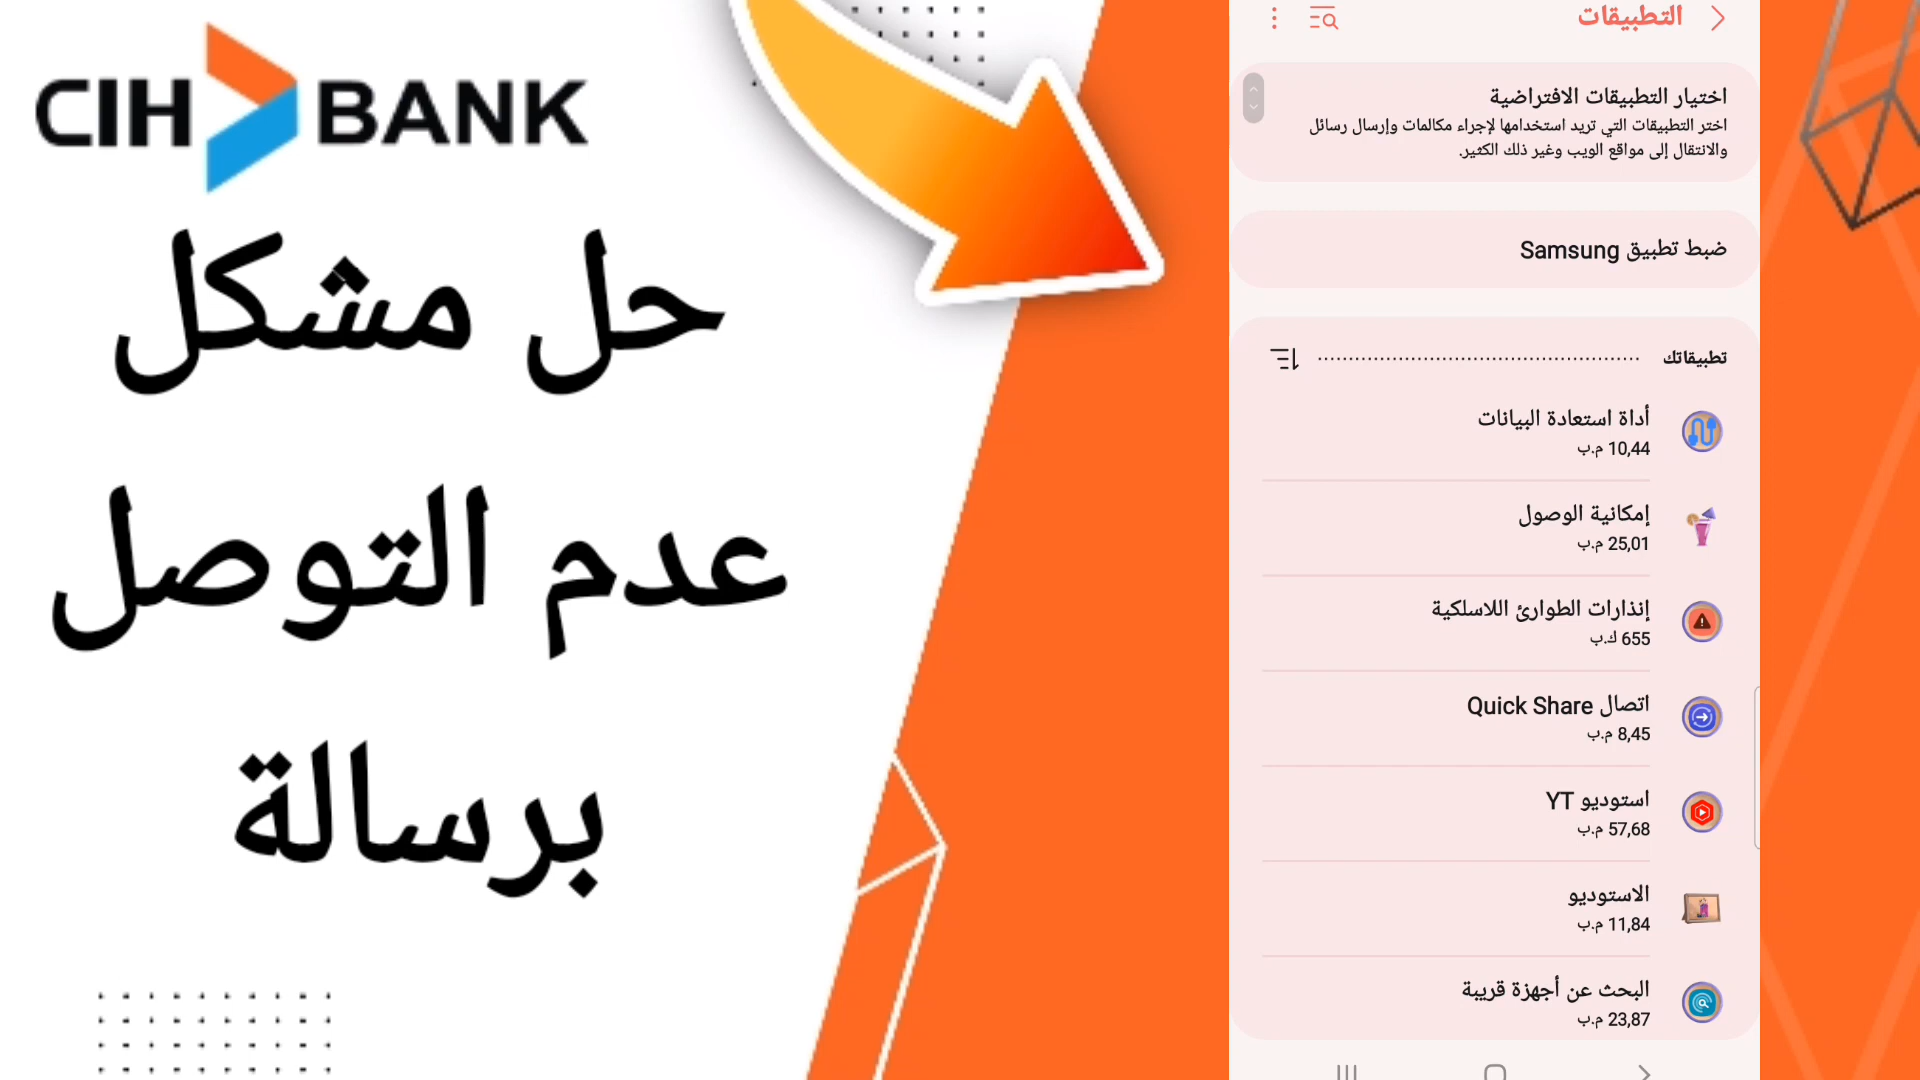 CIH BANK
حل مشكل
عدم التوصل
برسالة
التطبيقات
اختيار التطبيقات الافتراضية
اختر التطبيقات التي تريد استخدامها لإجراء مكالمات وإرسال رسائل
والانتقال إلى مواقع الويب وغير ذلك الكثير.
ضبط تطبيق Samsung
تطبيقاتك
أداة استعادة البيانات
10,44 م.ب
إمكانية الوصول
25,01 م.ب
إنذارات الطوارئ اللاسلكية
655 ك.ب
اتصال Quick Share
8,45 م.ب
استوديو YT
57,68 م.ب
الاستوديو
11,84 م.ب
البحث عن أجهزة قريبة
23,87 م.ب